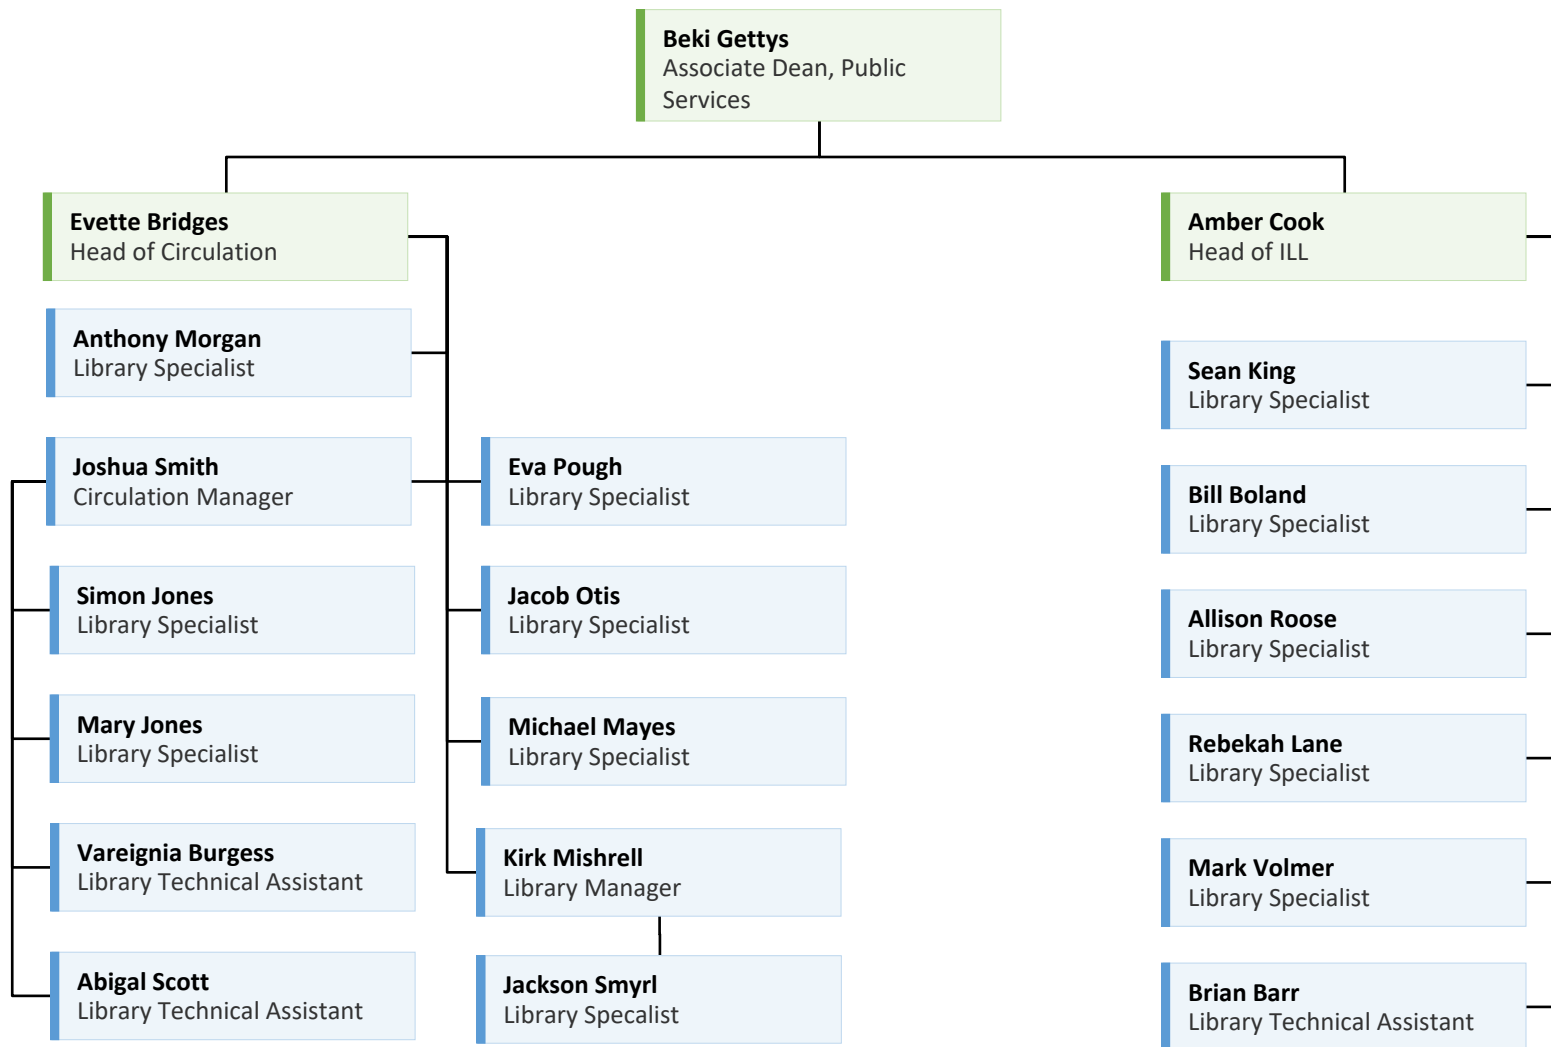 Beki Gettys
Associate Dean, Public
Services
Evette Bridges
Head of Circulation
Amber Cook
Head of ILL
Anthony Morgan
Library Specialist
Joshua Smith
Circulation Manager
Simon Jones
Library Specialist
Mary Jones
Library Specialist
Vareignia Burgess
Library Technical Assistant
Abigal Scott
Library Technical Assistant
Eva Pough
Library Specialist
Jacob Otis
Library Specialist
Michael Mayes
Library Specialist
Kirk Mishrell
Library Manager
Jackson Smyrl
Library Specalist
Sean King
Library Specialist
Bill Boland
Library Specialist
Allison Roose
Library Specialist
Rebekah Lane
Library Specialist
Mark Volmer
Library Specialist
Brian Barr
Library Technical Assistant